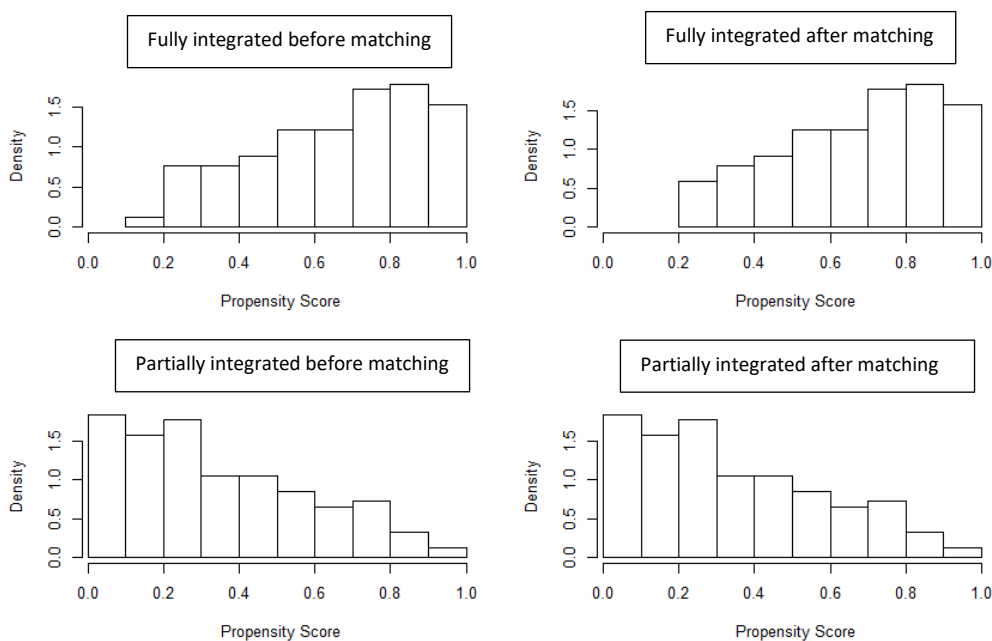 Fully integrated before matching
Density
0.0 0.5 1.0 1.5
0.0 0.2 0.4 0.6 0.8 1.0
Propensity Score
Fully integrated after matching
Density
0.0 0.5 1.0 1.5
0.0 0.2 0.4 0.6 0.8 1.0
Propensity Score
Partially integrated before matching
Density
0.0 0.5 1.0 1.5
0.0 0.2 0.4 0.6 0.8 1.0
Propensity Score
Partially integrated after matching
Density
0.0 0.5 1.0 1.5
0.0 0.2 0.4 0.6 0.8 1.0
Propensity Score